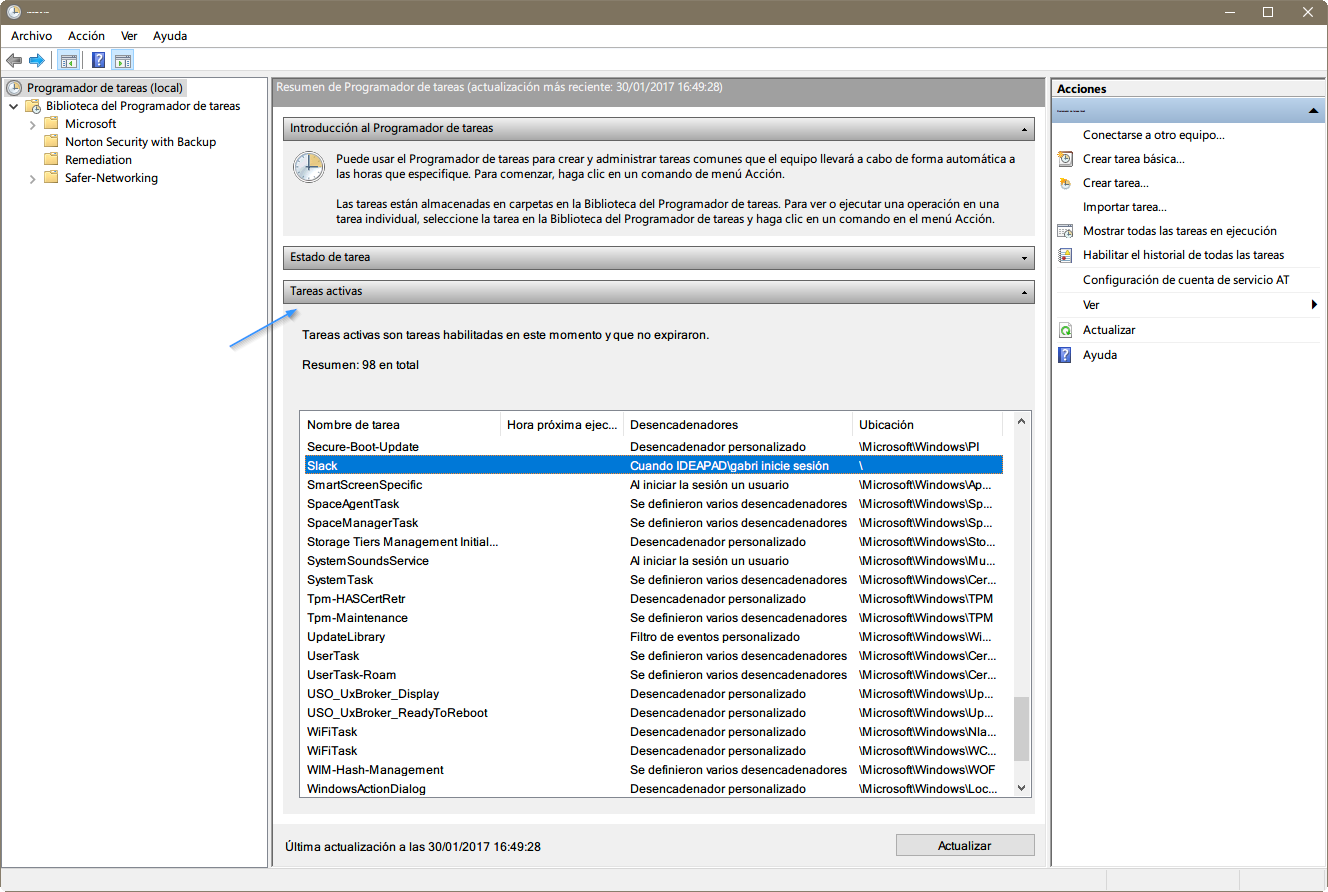 Archivo Acción Ver Ayuda
Programador de tareas (local)
Biblioteca del Programador de tareas
Microsoft
Norton Security with Backup
Remediation
Safer-Networking
Resumen de Programador de tareas (actualización más reciente: 30/01/2017 16:49:28)
Introducción al Programador de tareas
Puede usar el Programador de tareas para crear y administrar tareas comunes que el equipo llevará a cabo de forma automática a
las horas que especifique. Para comenzar, haga clic en un comando de menú Acción.
Las tareas están almacenadas en carpetas en la Biblioteca del Programador de tareas. Para ver o ejecutar una operación en una
tarea individual, seleccione la tarea en la Biblioteca del Programador de tareas y haga clic en un comando en el menú Acción.
Estado de tarea
Tareas activas
Tareas activas son tareas habilitadas en este momento y que no expiraron.
Resumen: 98 en total
Nombre de tarea Hora próxima ejec... Desencadenadores Ubicación
Secure-Boot-Update Desencadenador personalizado \Microsoft\Windows\PI
Slack Cuando IDEAPAD\gabri inicie sesión \
SmartScreenSpecific Al iniciar la sesión un usuario \Microsoft\Windows\Ap...
SpaceAgentTask Se definieron varios desencadenadores \Microsoft\Windows\Sp...
SpaceManagerTask Se definieron varios desencadenadores \Microsoft\Windows\Sp...
Storage Tiers Management Initial... Desencadenador personalizado \Microsoft\Windows\Sto...
SystemSoundsService Al iniciar la sesión un usuario \Microsoft\Windows\Mu...
SystemTask Se definieron varios desencadenadores \Microsoft\Windows\Cer...
Tpm-HASCertRetr Desencadenador personalizado \Microsoft\Windows\TPM
Tpm-Maintenance Se definieron varios desencadenadores \Microsoft\Windows\TPM
UpdateLibrary Filtro de eventos personalizado \Microsoft\Windows\Wi...
UserTask Se definieron varios desencadenadores \Microsoft\Windows\Cer...
UserTask-Roam Se definieron varios desencadenadores \Microsoft\Windows\Cer...
USO_UxBroker_Display Desencadenador personalizado \Microsoft\Windows\Up...
USO_UxBroker_ReadyToReboot Desencadenador personalizado \Microsoft\Windows\Up...
WiFiTask Desencadenador personalizado \Microsoft\Windows\Nla...
WiFiTask Desencadenador personalizado \Microsoft\Windows\WC...
WIM-Hash-Management Se definieron varios desencadenadores \Microsoft\Windows\WOF
WindowsActionDialog Desencadenador personalizado \Microsoft\Windows\Loc...
Última actualización a las 30/01/2017 16:49:28 Actualizar
Acciones
Conectarse a otro equipo...
Crear tarea básica...
Crear tarea...
Importar tarea...
Mostrar todas las tareas en ejecución
Habilitar el historial de todas las tareas
Configuración de cuenta de servicio AT
Ver
Actualizar
Ayuda